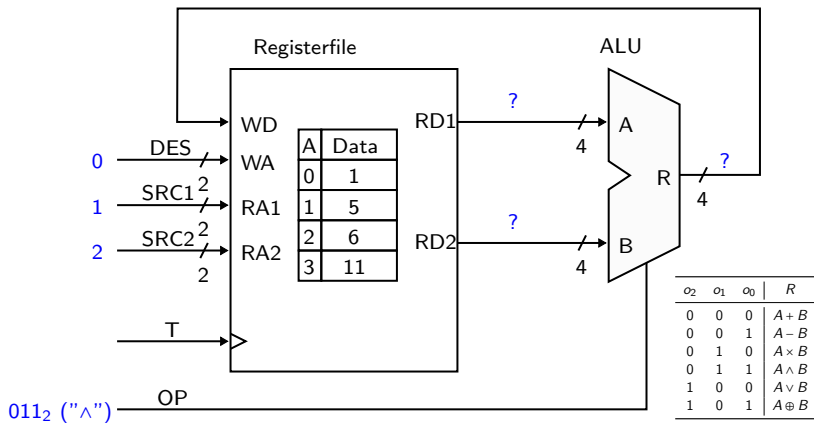 Registerfile
ALU
WD
DES
0
2
WA
SRC1
1
2
RA1
SRC2
2
2
RA2
T
OP
011₂ ("∧")
A Data
0 1
1 5
2 6
3 11
RD1
?
4
RD2
?
4
A
B
R
?
4
o₂ o₁ o₀ R
0 0 0 A + B
0 0 1 A − B
0 1 0 A × B
0 1 1 A ∧ B
1 0 0 A ∨ B
1 0 1 A ⊕ B